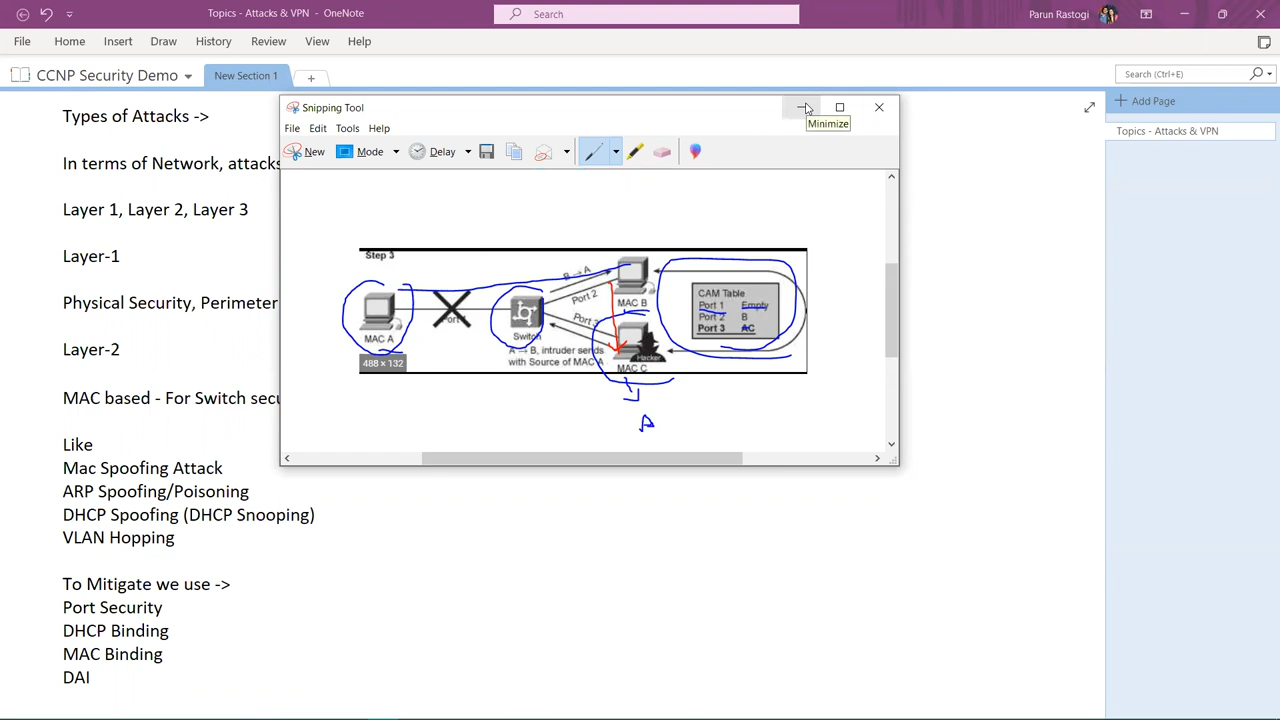 Topics - Attacks & VPN - OneNote
Search
Parun Rastogi
File Home Insert Draw History Review View Help
CCNP Security Demo
New Section 1
+
Search (Ctrl+E)
Add Page
Topics - Attacks & VPN
Types of Attacks ->
In terms of Network, attacks
Layer 1, Layer 2, Layer 3
Layer-1
Physical Security, Perimeter
Layer-2
MAC based - For Switch secu
Like
Mac Spoofing Attack
ARP Spoofing/Poisoning
DHCP Spoofing (DHCP Snooping)
VLAN Hopping
To Mitigate we use ->
Port Security
DHCP Binding
MAC Binding
DAI
Snipping Tool
Minimize
File Edit Tools Help
New Mode Delay
Step 3
B → A
Port 2
MAC B
MAC A
Switch
A → B, intruder sends
with Source of MAC A
Hacker
MAC C
CAM Table
Port 1 Empty
Port 2 B
Port 3 AC
488 × 132
A